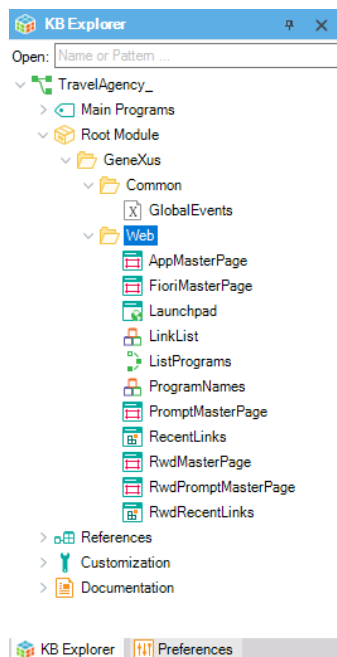 KB Explorer
Open: Name or Pattern ...
TravelAgency_
Main Programs
Root Module
GeneXus
Common
GlobalEvents
Web
AppMasterPage
FioriMasterPage
Launchpad
LinkList
ListPrograms
ProgramNames
PromptMasterPage
RecentLinks
RwdMasterPage
RwdPromptMasterPage
RwdRecentLinks
References
Customization
Documentation
KB Explorer Preferences